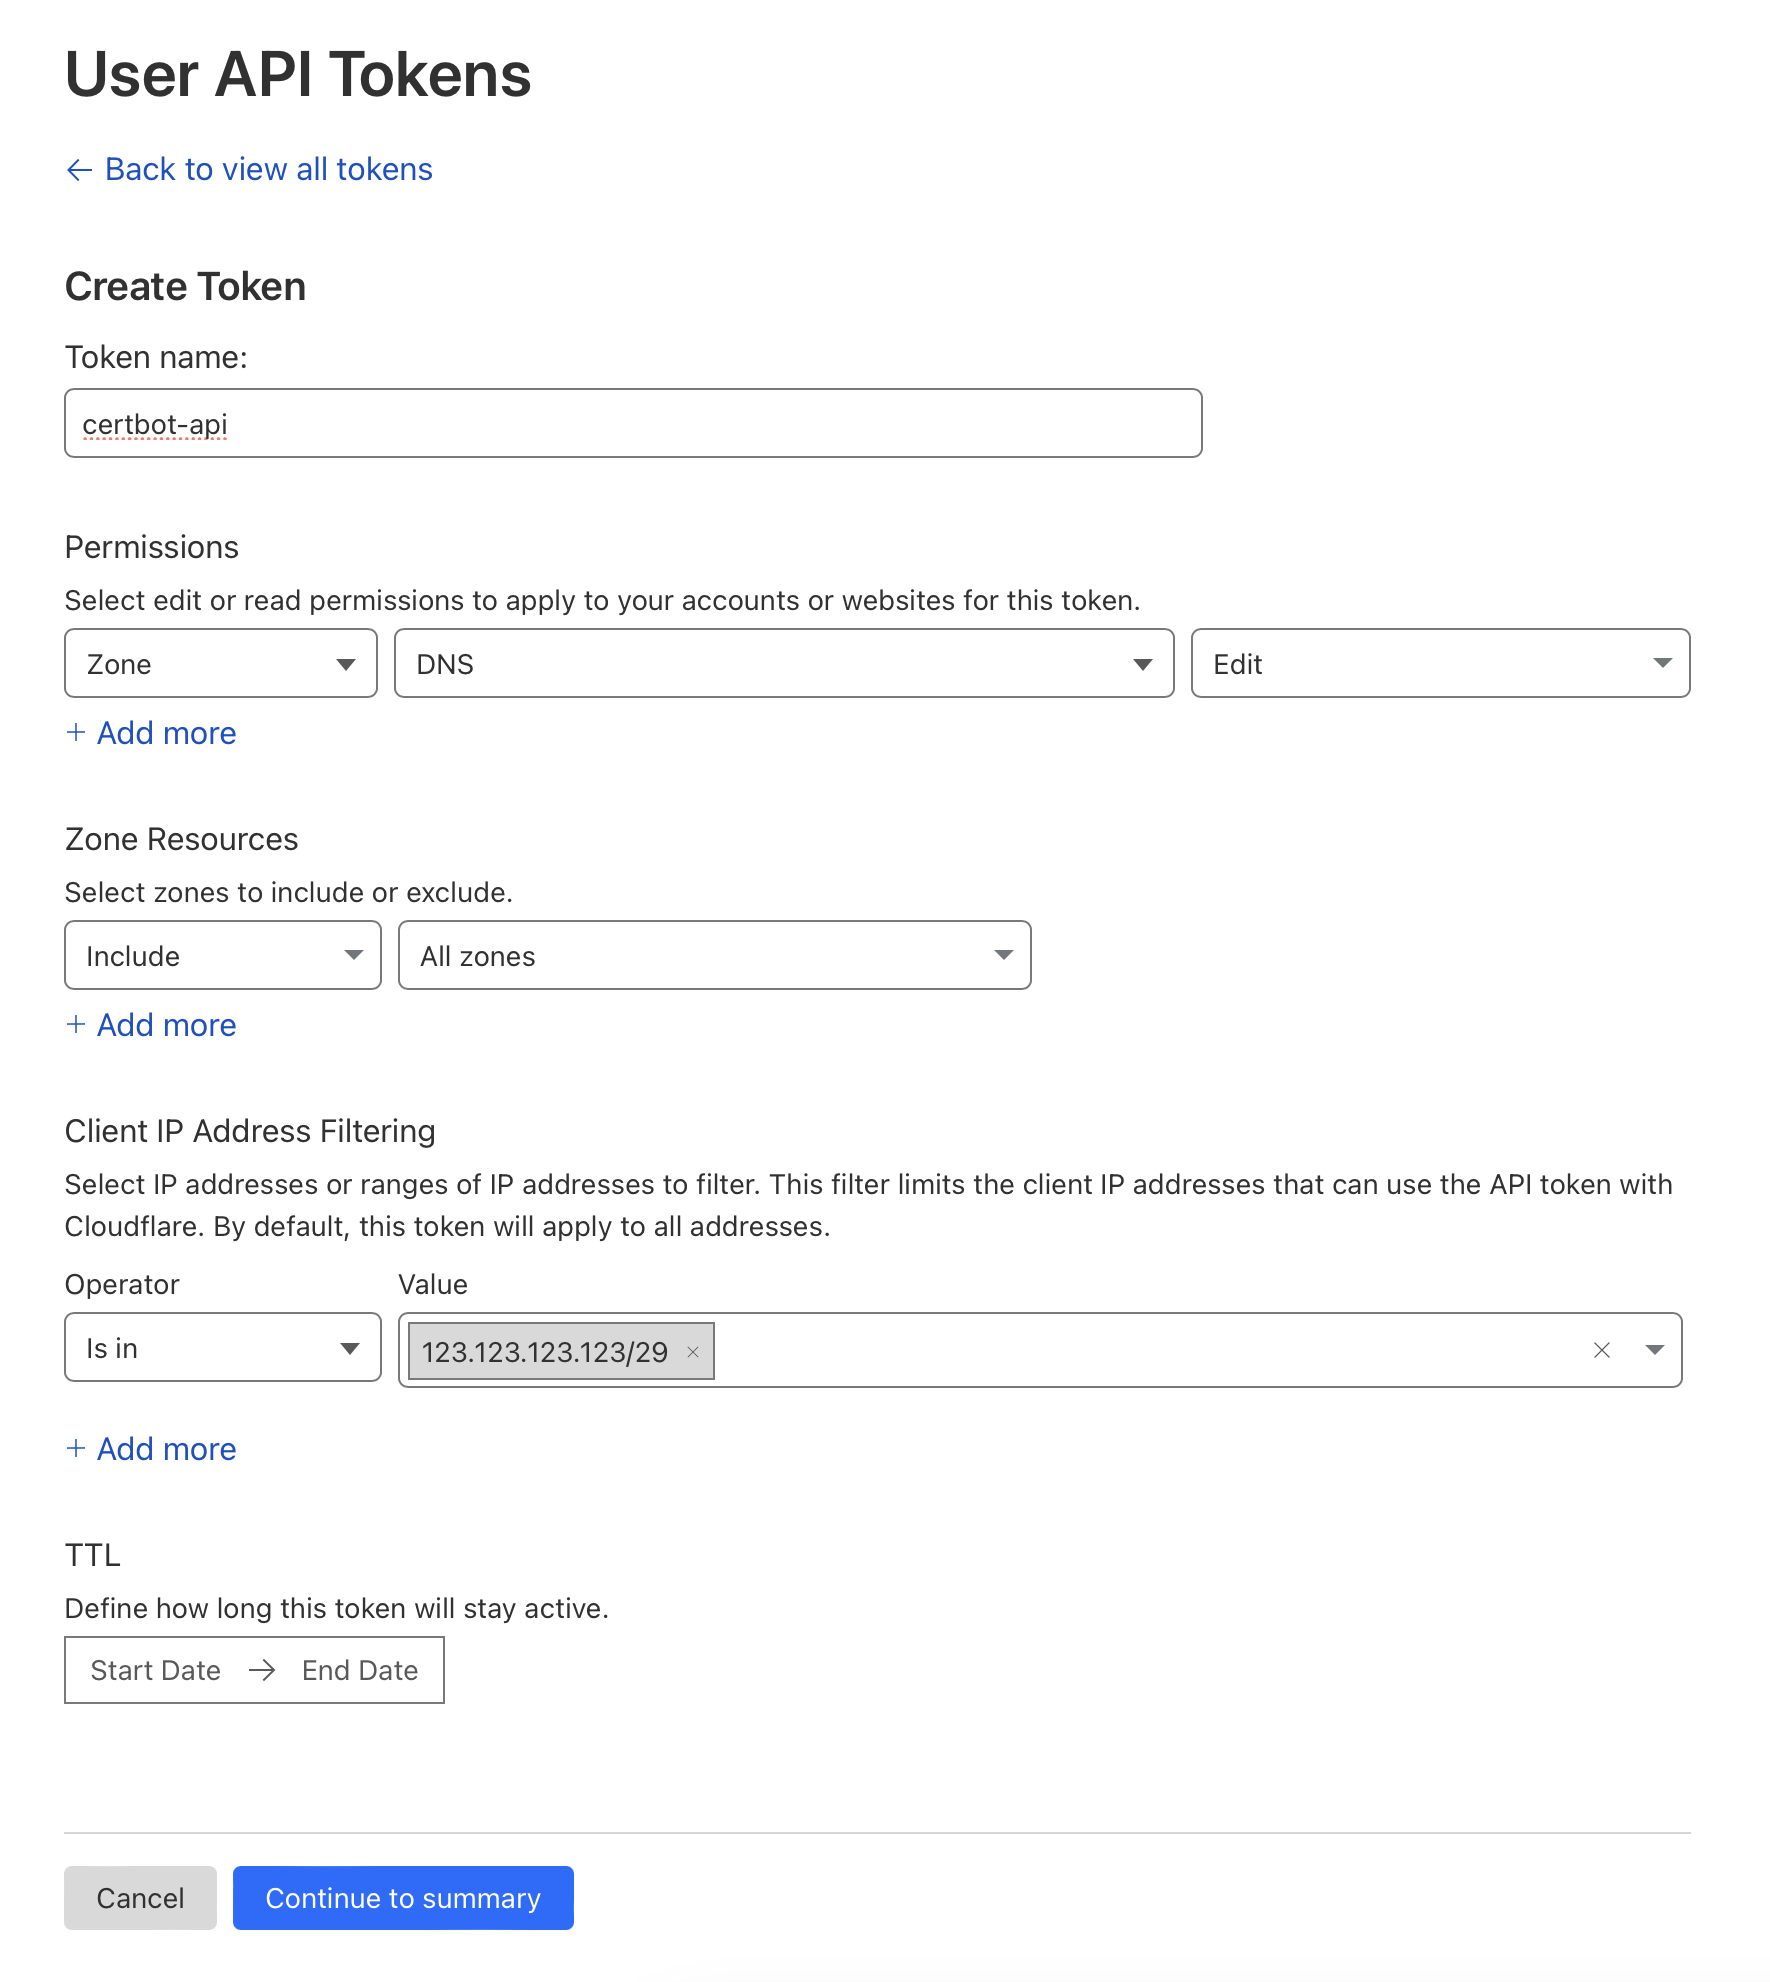 User API Tokens
← Back to view all tokens
Create Token
Token name:
certbot-api
Permissions
Select edit or read permissions to apply to your accounts or websites for this token.
Zone DNS Edit
+ Add more
Zone Resources
Select zones to include or exclude.
Include All zones
+ Add more
Client IP Address Filtering
Select IP addresses or ranges of IP addresses to filter. This filter limits the client IP addresses that can use the API token with
Cloudflare. By default, this token will apply to all addresses.
Operator Value
Is in 123.123.123.123/29 ×
+ Add more
TTL
Define how long this token will stay active.
Start Date → End Date
Cancel Continue to summary